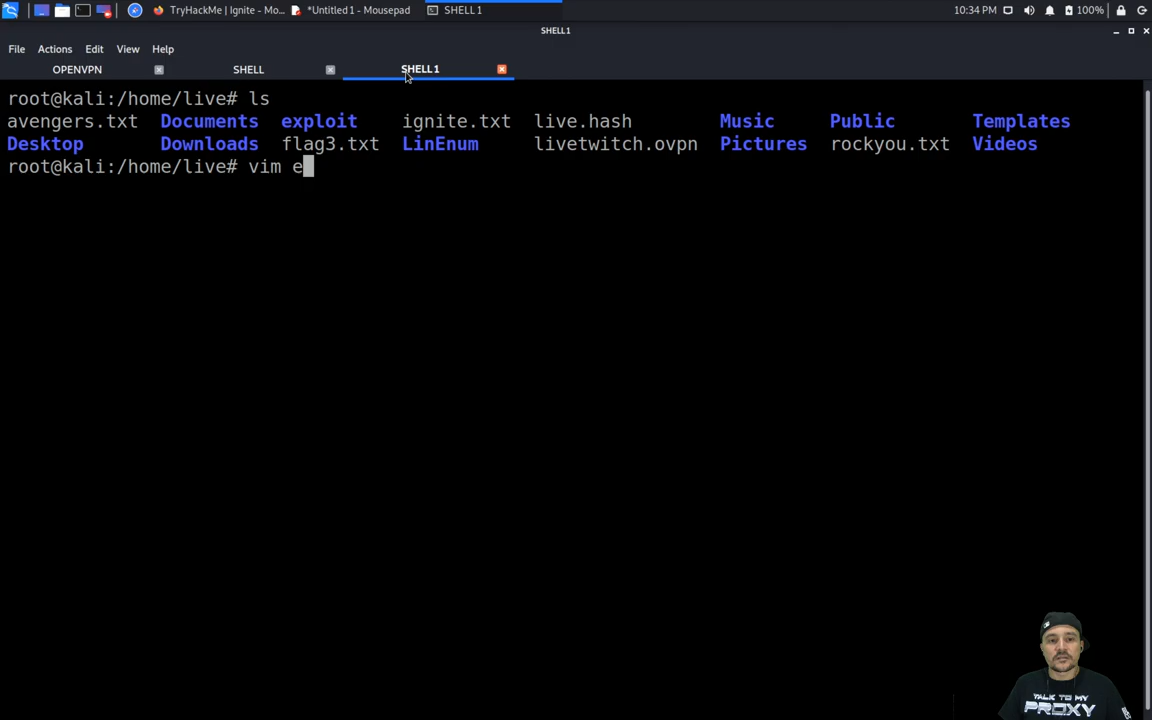 TryHackMe | Ignite - Mo... *Untitled1 - Mousepad SHELL1 10:34 PM 100%
SHELL1
File Actions Edit View Help
OPENVPN SHELL SHELL1
root@kali:/home/live# ls
avengers.txt Documents exploit ignite.txt live.hash Music Public Templates
Desktop Downloads flag3.txt LinEnum livetwitch.ovpn Pictures rockyou.txt Videos
root@kali:/home/live# vim e
TALK TO MY
PROXY